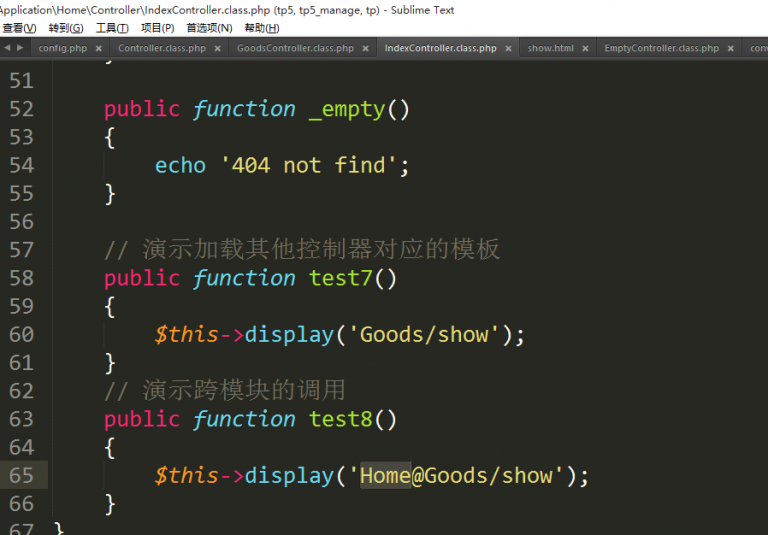 Application\Home\Controller\IndexController.class.php (tp5, tp5_manage, tp) - Sublime Text
查看(V) 转到(G) 工具(T) 项目(P) 首选项(N) 帮助(H)
config.php × Controller.class.php × GoodsController.class.php × IndexController.class.php × show.html × EmptyController.class.php × conv
51
52 public function _empty()
53 {
54 echo '404 not find';
55 }
56
57 // 演示加载其他控制器对应的模板
58 public function test7()
59 {
60 $this->display('Goods/show');
61 }
62 // 演示跨模块的调用
63 public function test8()
64 {
65 $this->display('Home@Goods/show');
66 }
67 }